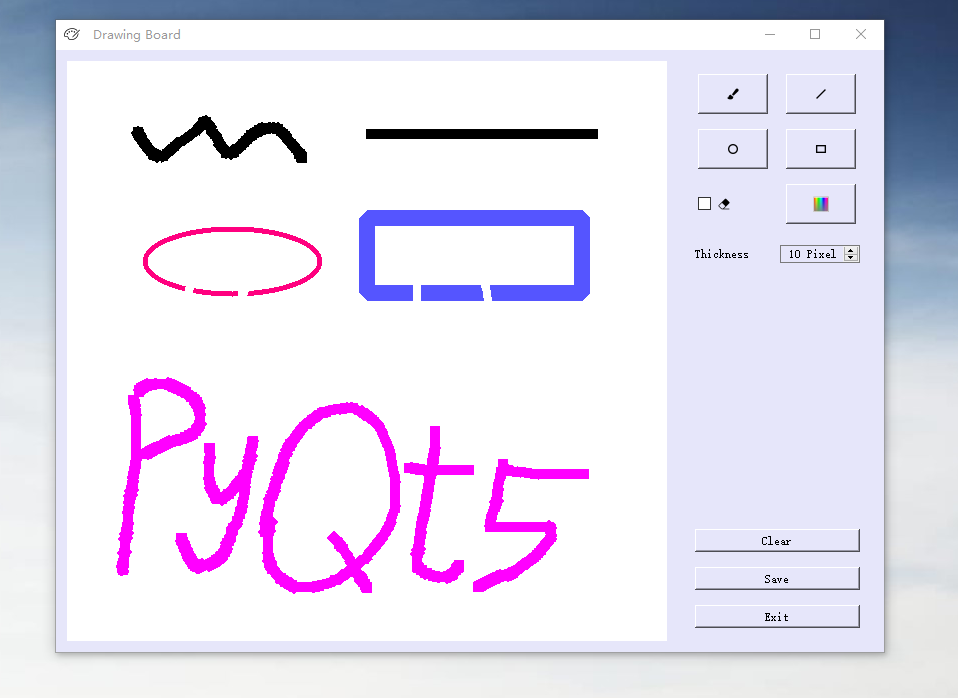 Drawing Board
Thickness
10 Pixel
PyQt5
Clear
Save
Exit